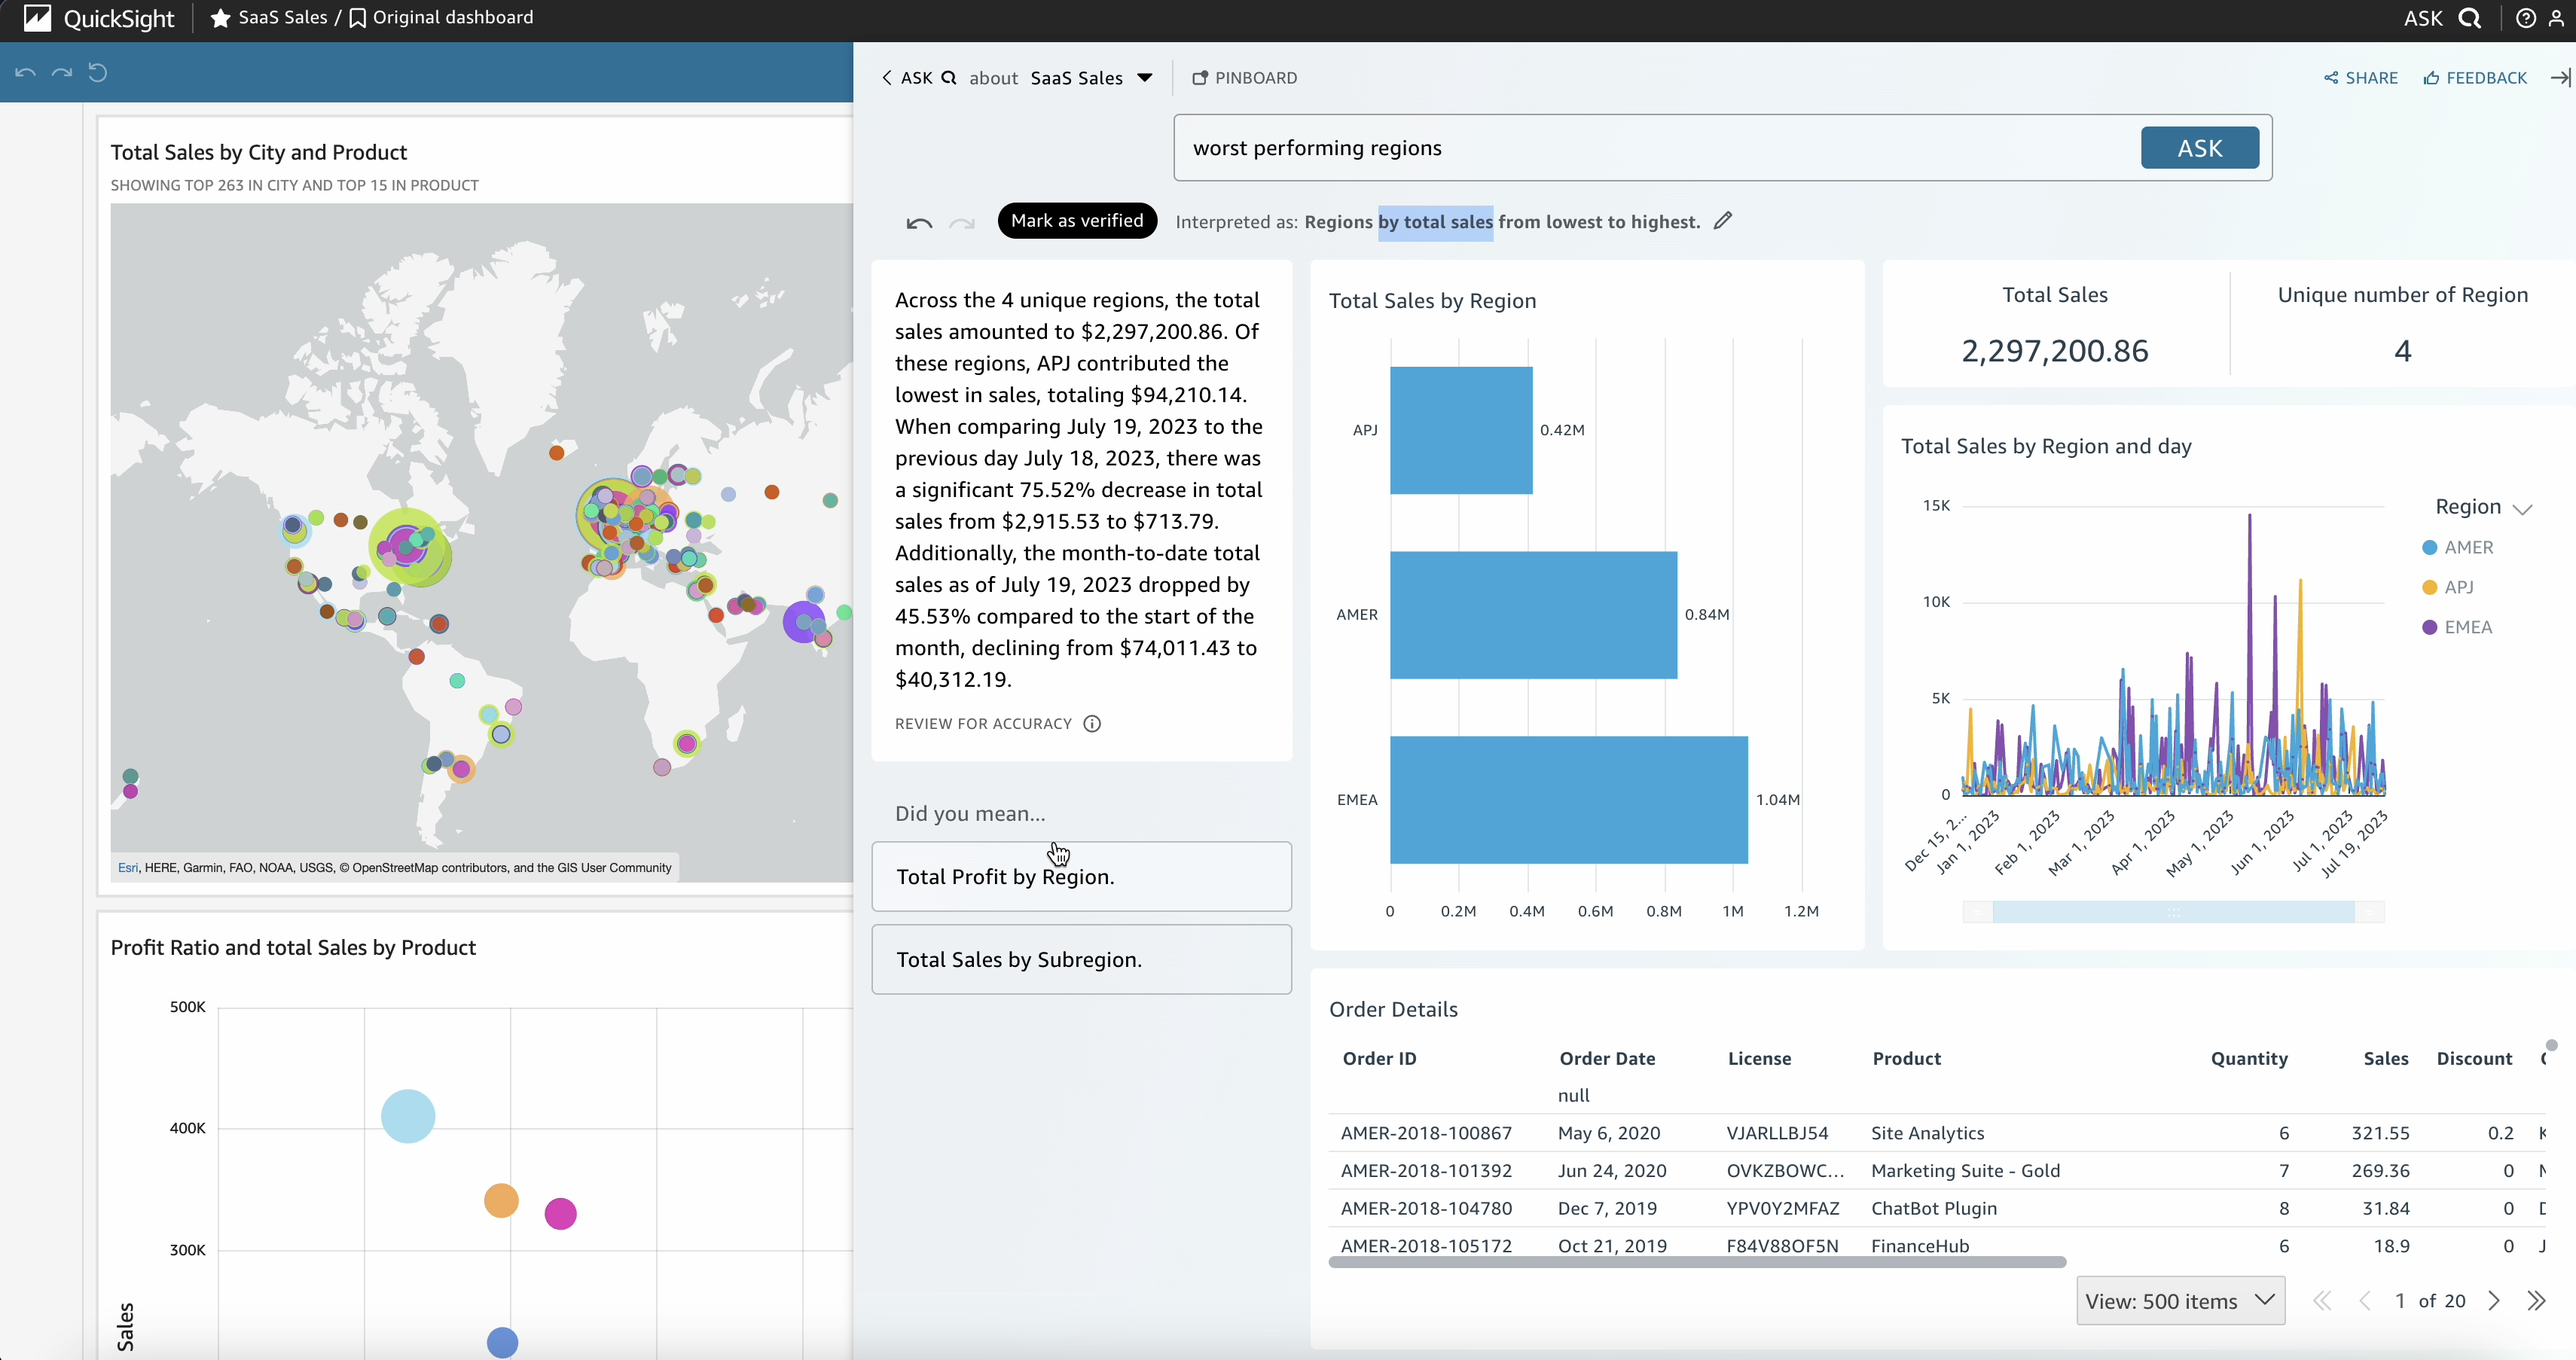 QuickSight
SaaS Sales / Original dashboard
ASK
ASK about SaaS Sales
PINBOARD
SHARE
FEEDBACK
Total Sales by City and Product
SHOWING TOP 263 IN CITY AND TOP 15 IN PRODUCT
Esri, HERE, Garmin, FAO, NOAA, USGS, © OpenStreetMap contributors, and the GIS User Community
Profit Ratio and total Sales by Product
500K
400K
300K
Sales
worst performing regions
ASK
Mark as verified
Interpreted as: Regions by total sales from lowest to highest.
Across the 4 unique regions, the total
sales amounted to $2,297,200.86. Of
these regions, APJ contributed the
lowest in sales, totaling $94,210.14.
When comparing July 19, 2023 to the
previous day July 18, 2023, there was
a significant 75.52% decrease in total
sales from $2,915.53 to $713.79.
Additionally, the month-to-date total
sales as of July 19, 2023 dropped by
45.53% compared to the start of the
month, declining from $74,011.43 to
$40,312.19.
REVIEW FOR ACCURACY
Did you mean...
Total Profit by Region.
Total Sales by Subregion.
Total Sales by Region
APJ
0.42M
AMER
0.84M
EMEA
1.04M
0 0.2M 0.4M 0.6M 0.8M 1M 1.2M
Total Sales
2,297,200.86
Unique number of Region
4
Total Sales by Region and day
15K
10K
5K
0
Dec 15, 2... Jan 1, 2023 Feb 1, 2023 Mar 1, 2023 Apr 1, 2023 May 1, 2023 Jun 1, 2023 Jul 1, 2023 Jul 19, 2023
Region
AMER
APJ
EMEA
Order Details
Order ID Order Date License Product Quantity Sales Discount
null
AMER-2018-100867 May 6, 2020 VJARLLBJ54 Site Analytics 6 321.55 0.2
AMER-2018-101392 Jun 24, 2020 OVKZBOWC... Marketing Suite - Gold 7 269.36 0
AMER-2018-104780 Dec 7, 2019 YPV0Y2MFAZ ChatBot Plugin 8 31.84 0
AMER-2018-105172 Oct 21, 2019 F84V88OF5N FinanceHub 6 18.9 0
View: 500 items
1 of 20